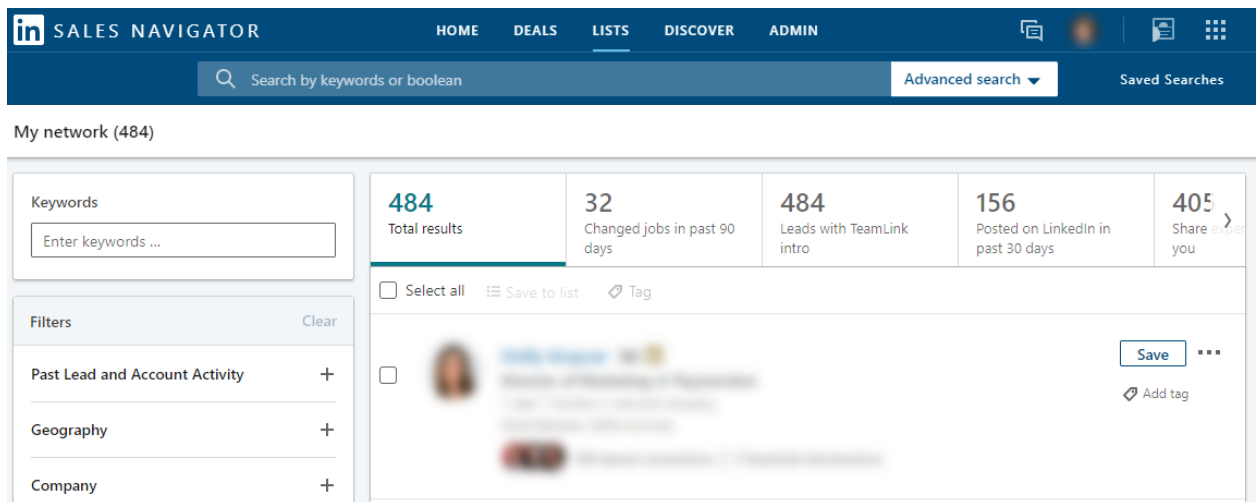 in SALES NAVIGATOR HOME DEALS LISTS DISCOVER ADMIN
Search by keywords or boolean Advanced search Saved Searches
My network (484)
Keywords
Enter keywords ...
Filters Clear
Past Lead and Account Activity +
Geography +
Company +
484
Total results
32
Changed jobs in past 90
days
484
Leads with TeamLink
intro
156
Posted on LinkedIn in
past 30 days
405
Share
you
Select all Save to list Tag
Save
Add tag